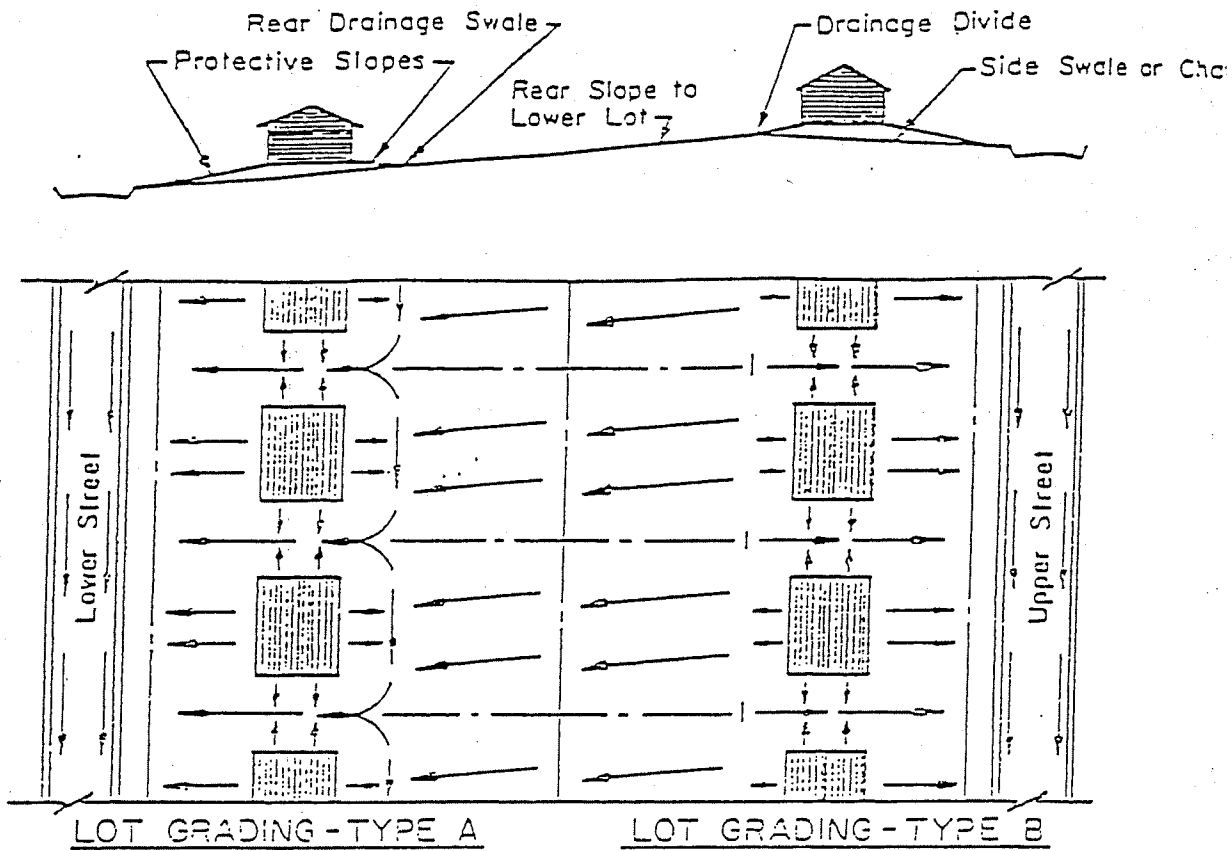 Rear Drainage Swale
Drainage Divide
Protective Slopes
Side Swale or
Rear Slope to
Lower Lot
Lower Street
Upper Street
LOT GRADING-TYPE A
LOT GRADING-TYPE B